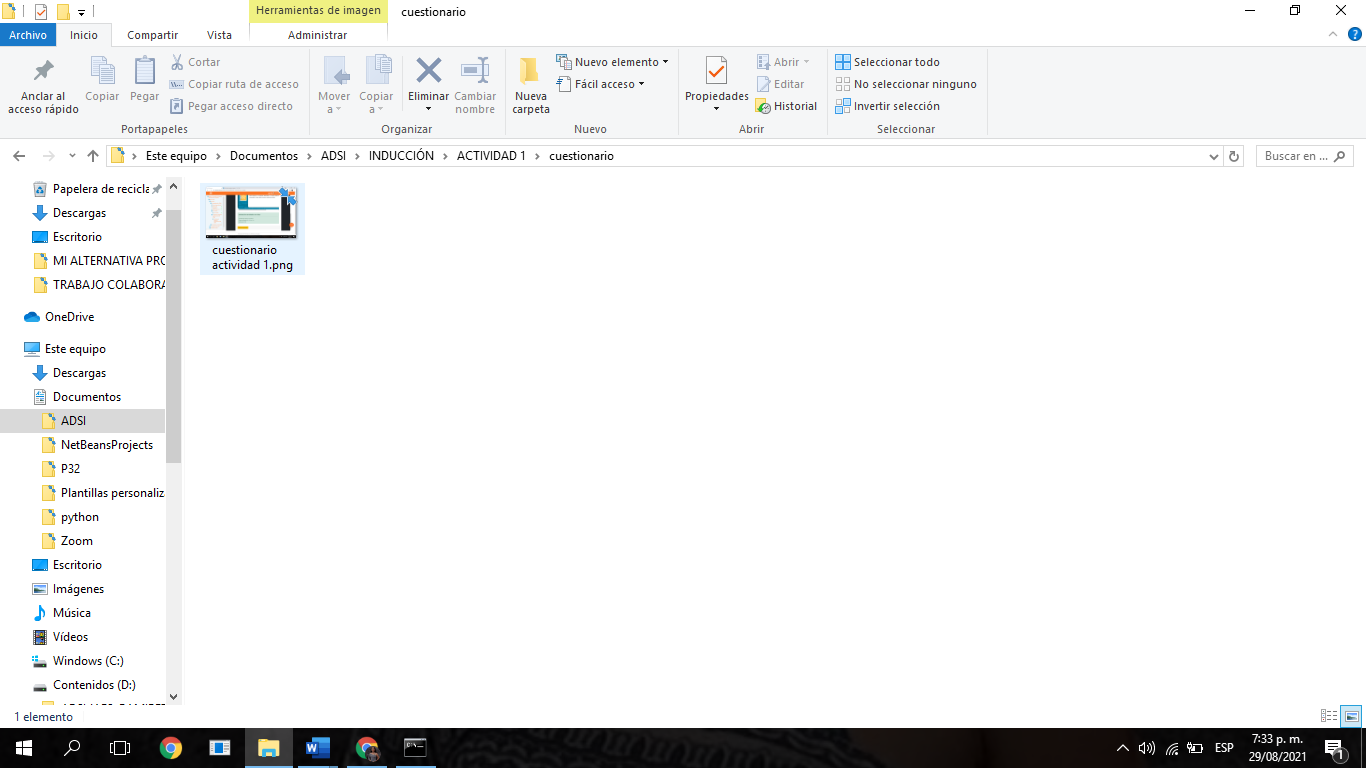 Herramientas de imagen
cuestionario
Archivo
Inicio
Compartir
Vista
Administrar
Anclar al
acceso rápido
Copiar
Pegar
Cortar
Copiar ruta de acceso
Pegar acceso directo
Portapapeles
Mover
a
Copiar
a
Eliminar
Cambiar
nombre
Organizar
Nueva
carpeta
Nuevo elemento
Fácil acceso
Nuevo
Propiedades
Abrir
Editar
Historial
Abrir
Seleccionar todo
No seleccionar ninguno
Invertir selección
Seleccionar
Este equipo > Documentos > ADSI > INDUCCIÓN > ACTIVIDAD 1 > cuestionario
Buscar en ...
Papelera de recicla
Descargas
Escritorio
MI ALTERNATIVA PRO
TRABAJO COLABORA
OneDrive
Este equipo
Descargas
Documentos
ADSI
NetBeansProjects
P32
Plantillas personaliz
python
Zoom
Escritorio
Imágenes
Música
Vídeos
Windows (C:)
Contenidos (D:)
cuestionario
actividad 1.png
1 elemento
ESP
7:33 p. m.
29/08/2021
1